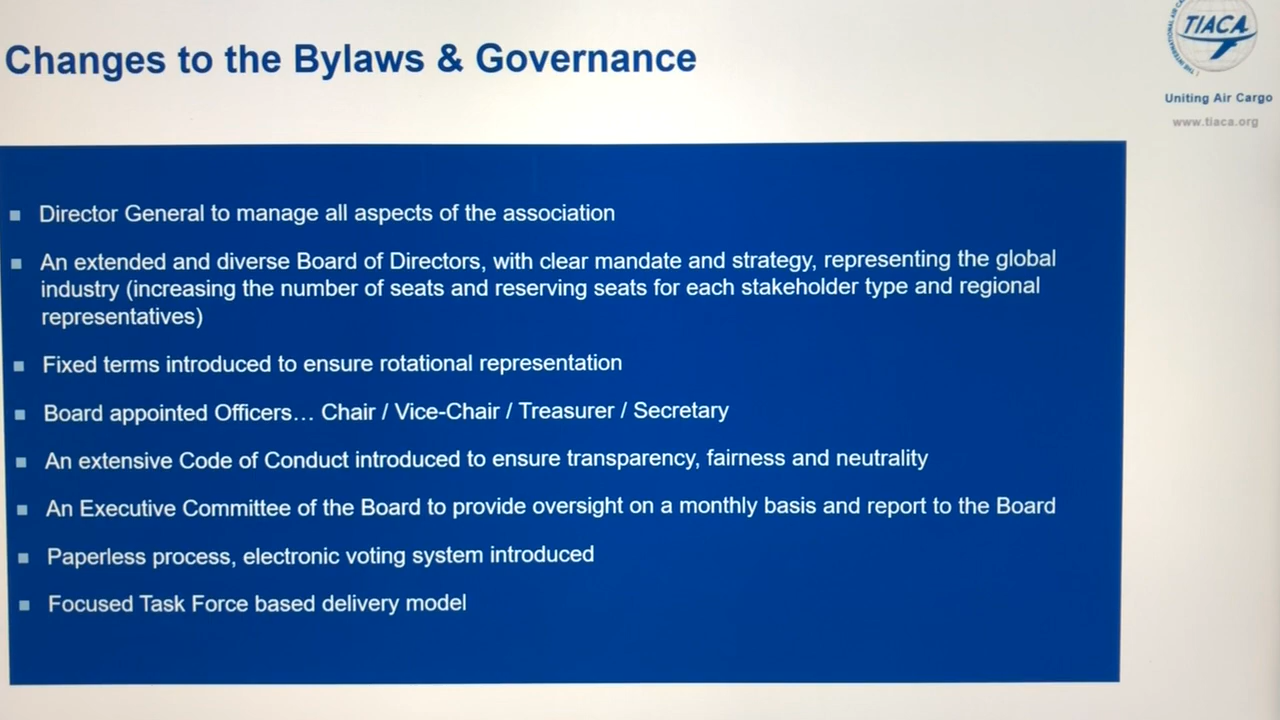 Changes to the Bylaws & Governance
TIACA
THE INTERNATIONAL AIR CA
Uniting Air Cargo
www.tiaca.org
▪ Director General to manage all aspects of the association
▪ An extended and diverse Board of Directors, with clear mandate and strategy, representing the global
industry (increasing the number of seats and reserving seats for each stakeholder type and regional
representatives)
▪ Fixed terms introduced to ensure rotational representation
▪ Board appointed Officers… Chair / Vice-Chair / Treasurer / Secretary
▪ An extensive Code of Conduct introduced to ensure transparency, fairness and neutrality
▪ An Executive Committee of the Board to provide oversight on a monthly basis and report to the Board
▪ Paperless process, electronic voting system introduced
▪ Focused Task Force based delivery model